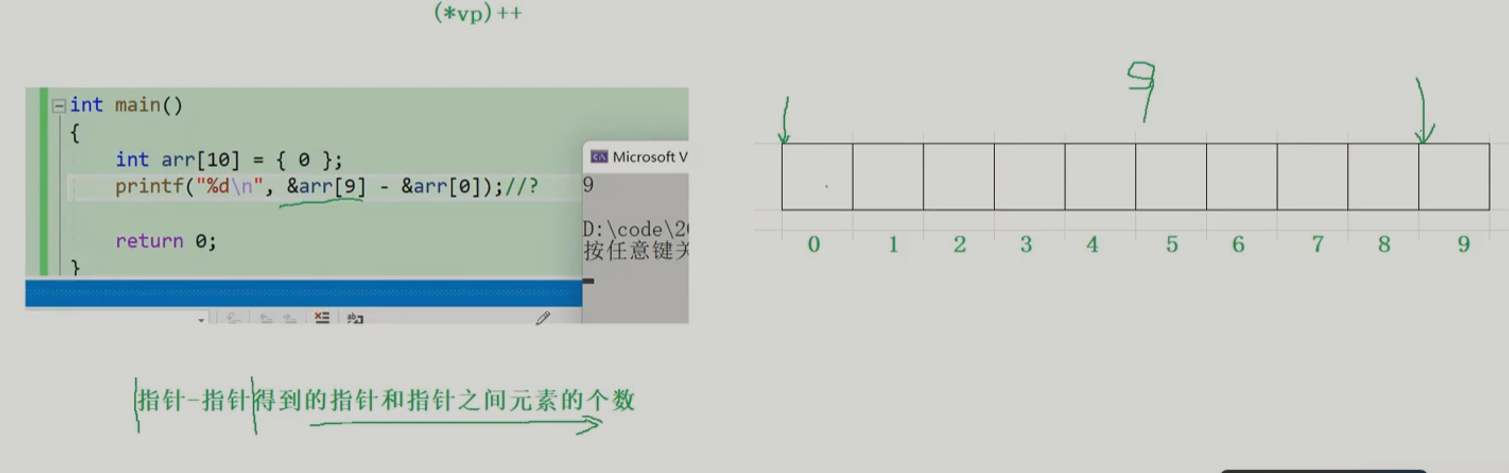 (*vp)++
int main()
{
int arr[10] = { 0 };
printf("%d\n", &arr[9] - &arr[0]);//?
return 0;
}
Microsoft V
9
D:\code\20
按任意键关
9
0 1 2 3 4 5 6 7 8 9
指针-指针得到的指针和指针之间元素的个数